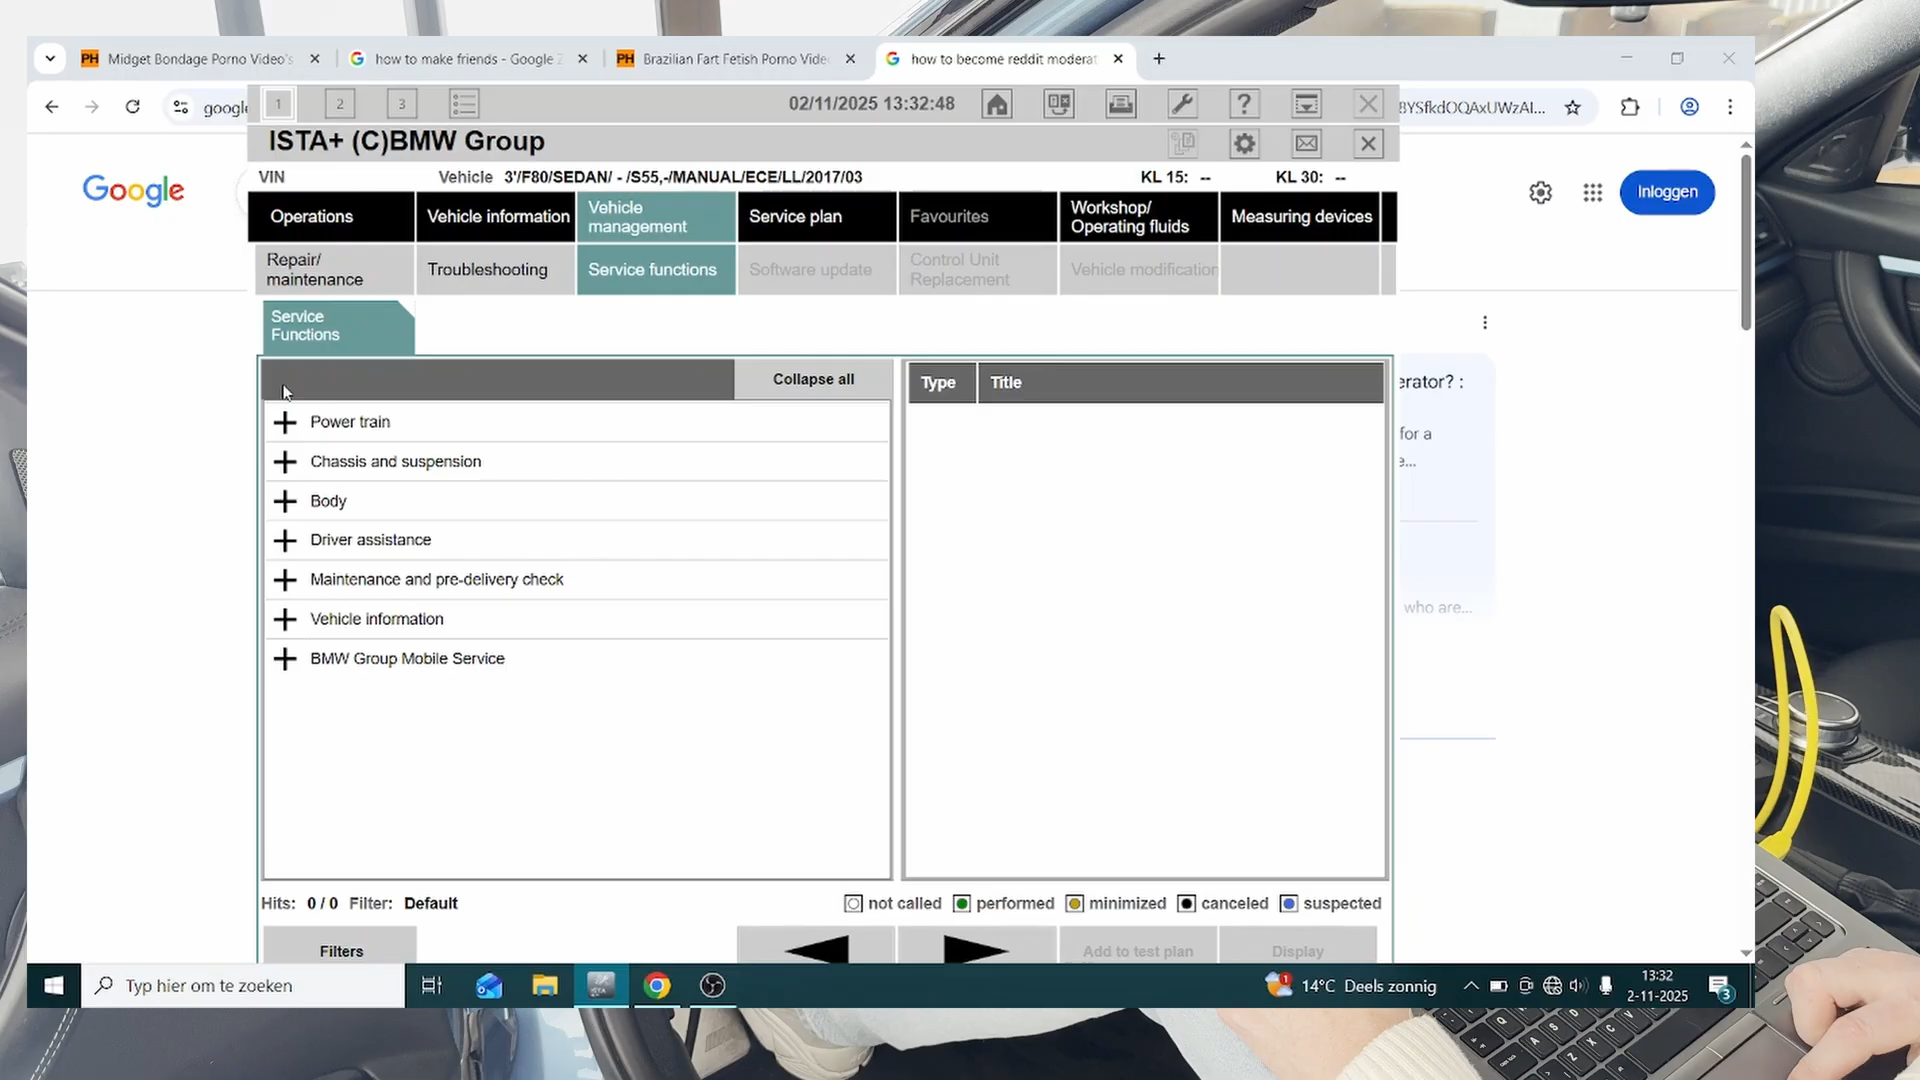 Midget Bondage Porno Video's
how to make friends - Google Z
Brazilian Fart Fetish Porno Vide
how to become reddit moderat
google
3YSfkdOQAxUWzAI...
1
2
3
02/11/2025 13:32:48
ISTA+ (C)BMW Group
VIN
Vehicle 3'/F80/SEDAN/ - /S55,-/MANUAL/ECE/LL/2017/03
KL 15: --
KL 30: --
Google
Inloggen
Operations
Vehicle information
Vehicle
management
Service plan
Favourites
Workshop/
Operating fluids
Measuring devices
Repair/
maintenance
Troubleshooting
Service functions
Software update
Control Unit
Replacement
Vehicle modification
Service
Functions
Collapse all
Type
Title
erator? :
Power train
for a
Chassis and suspension
e...
Body
Driver assistance
Maintenance and pre-delivery check
who are...
Vehicle information
BMW Group Mobile Service
Hits: 0 / 0 Filter: Default
not called
performed
minimized
canceled
suspected
Filters
Add to test plan
Display
Typ hier om te zoeken
ISTA
1
14°C Deels zonnig
13:32
2-11-2025
3